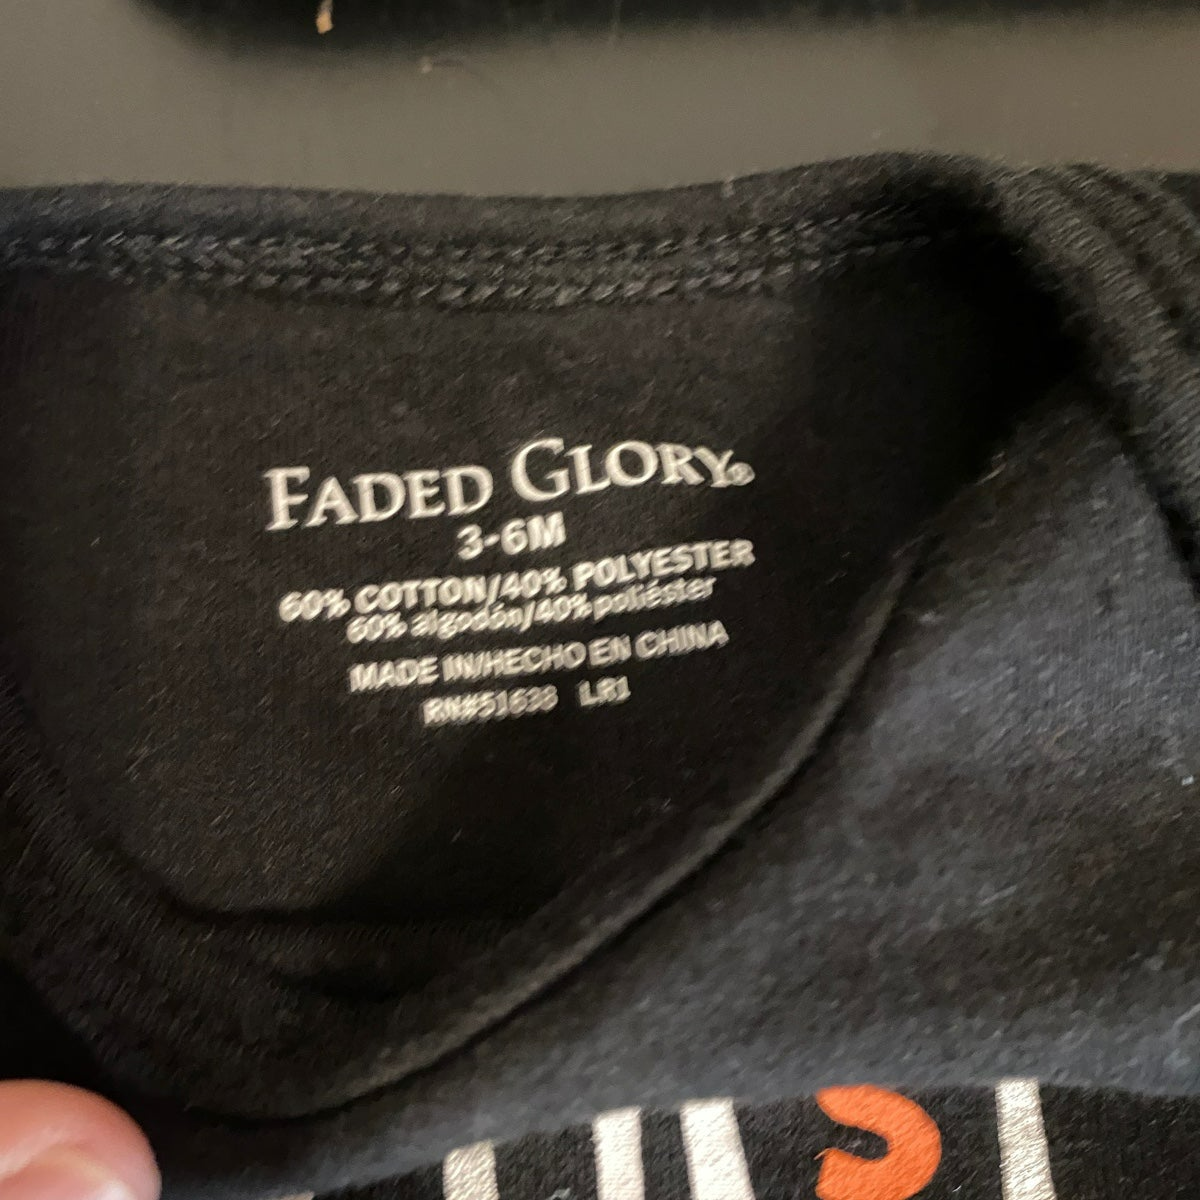 FADED GLORY®
3-6M
60% COTTON/40% POLYESTER
60% algodón/40% poliéster
MADE IN/HECHO EN CHINA
RN#51638 LR1